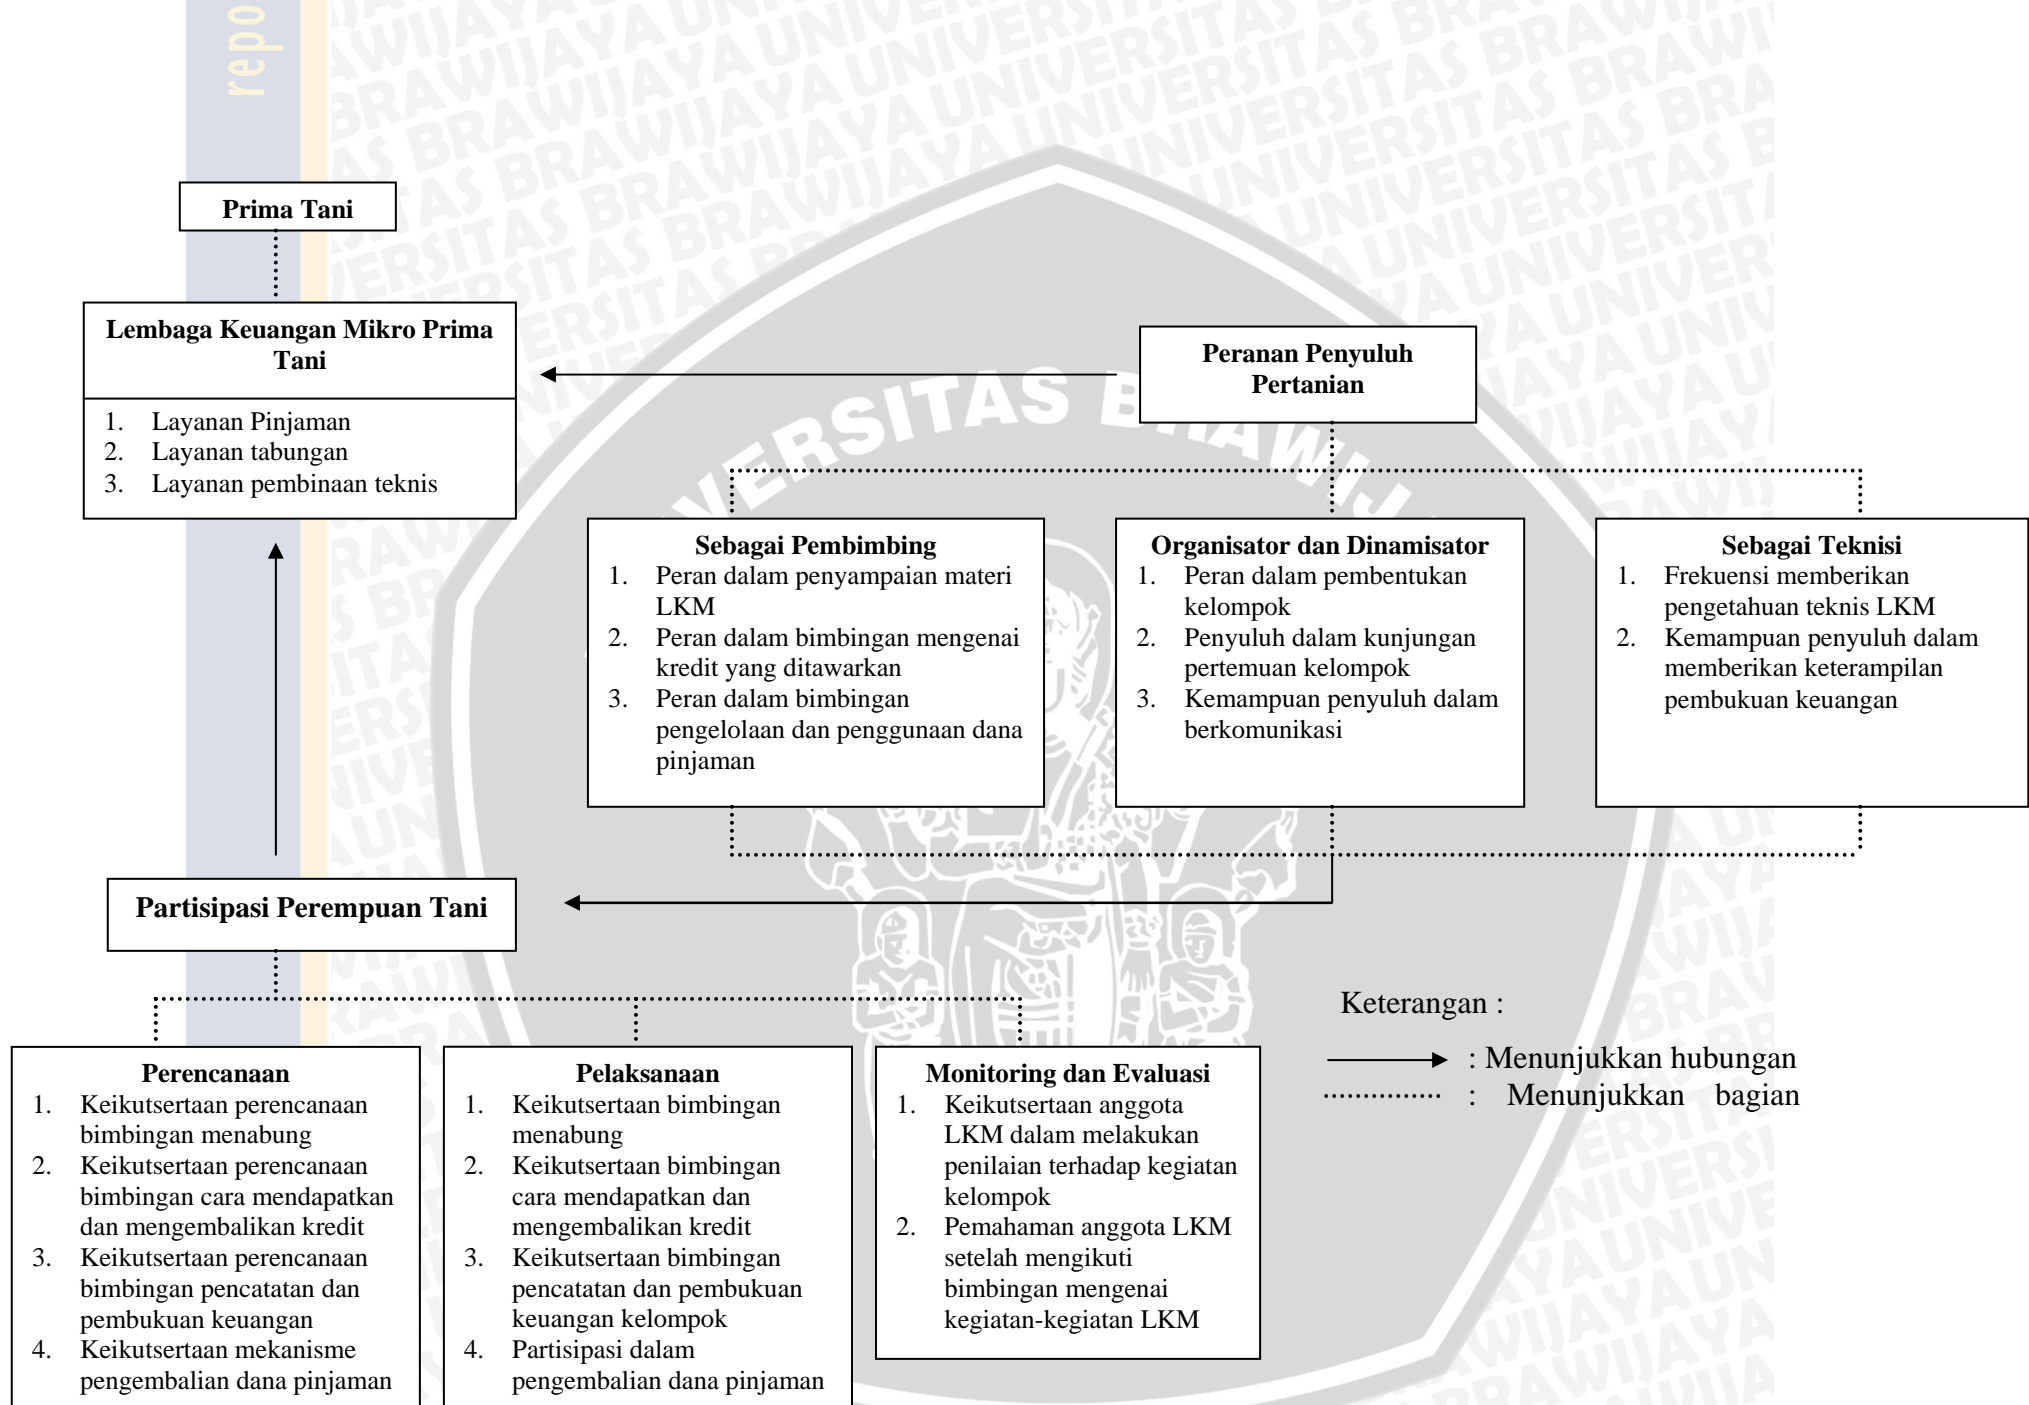 repo
Prima Tani
Lembaga Keuangan Mikro Prima
Tani
1. Layanan Pinjaman
2. Layanan tabungan
3. Layanan pembinaan teknis
Peranan Penyuluh
Pertanian
Sebagai Pembimbing
1. Peran dalam penyampaian materi
LKM
2. Peran dalam bimbingan mengenai
kredit yang ditawarkan
3. Peran dalam bimbingan
pengelolaan dan penggunaan dana
pinjaman
Organisator dan Dinamisator
1. Peran dalam pembentukan
kelompok
2. Penyuluh dalam kunjungan
pertemuan kelompok
3. Kemampuan penyuluh dalam
berkomunikasi
Sebagai Teknisi
1. Frekuensi memberikan
pengetahuan teknis LKM
2. Kemampuan penyuluh dalam
memberikan keterampilan
pembukuan keuangan
Partisipasi Perempuan Tani
Perencanaan
1. Keikutsertaan perencanaan
bimbingan menabung
2. Keikutsertaan perencanaan
bimbingan cara mendapatkan
dan mengembalikan kredit
3. Keikutsertaan perencanaan
bimbingan pencatatan dan
pembukuan keuangan
4. Keikutsertaan mekanisme
pengembalian dana pinjaman
Pelaksanaan
1. Keikutsertaan bimbingan
menabung
2. Keikutsertaan bimbingan
cara mendapatkan dan
mengembalikan kredit
3. Keikutsertaan bimbingan
pencatatan dan pembukuan
keuangan kelompok
4. Partisipasi dalam
pengembalian dana pinjaman
Monitoring dan Evaluasi
1. Keikutsertaan anggota
LKM dalam melakukan
penilaian terhadap kegiatan
kelompok
2. Pemahaman anggota LKM
setelah mengikuti
bimbingan mengenai
kegiatan-kegiatan LKM
Keterangan :
: Menunjukkan hubungan
: Menunjukkan bagian